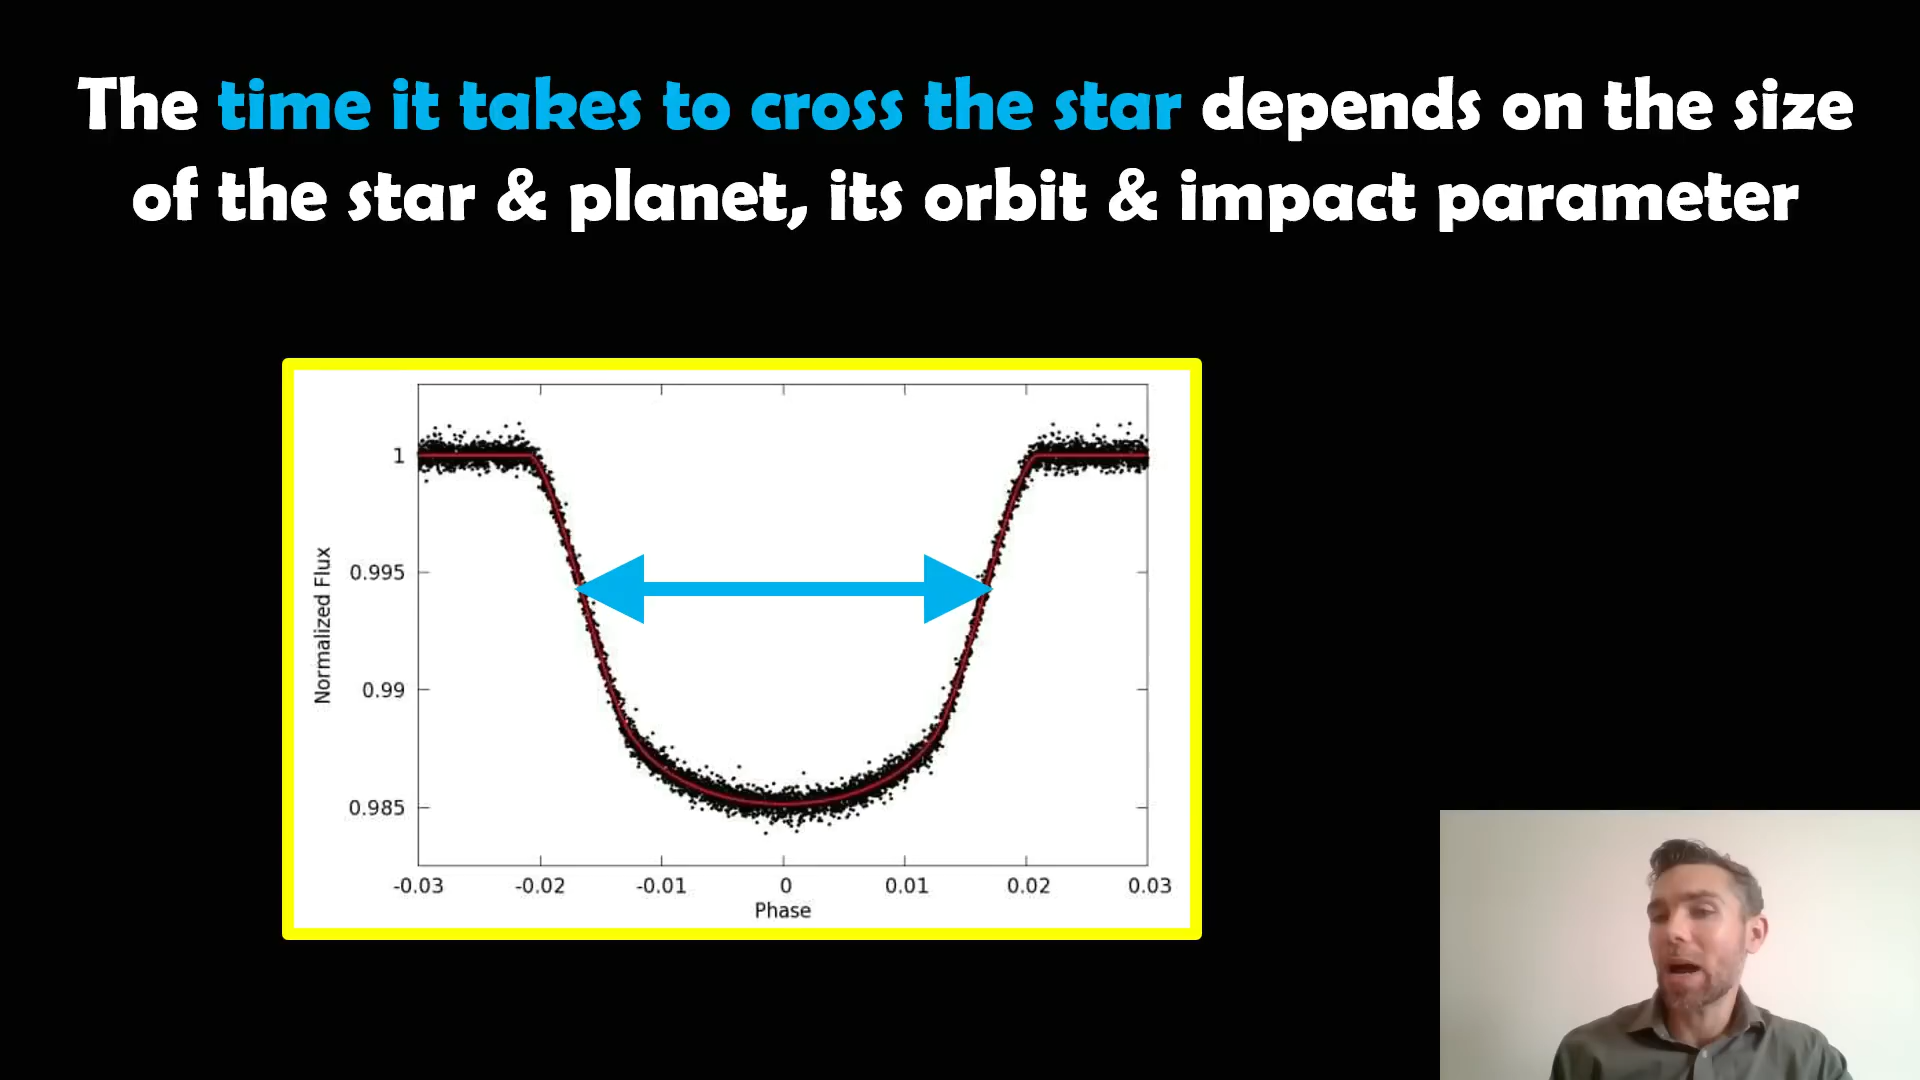 The time it takes to cross the star depends on the size
of the star & planet, its orbit & impact parameter
1
0.995
0.99
0.985
Normalized Flux
-0.03 -0.02 -0.01 0 0.01 0.02 0.03
Phase